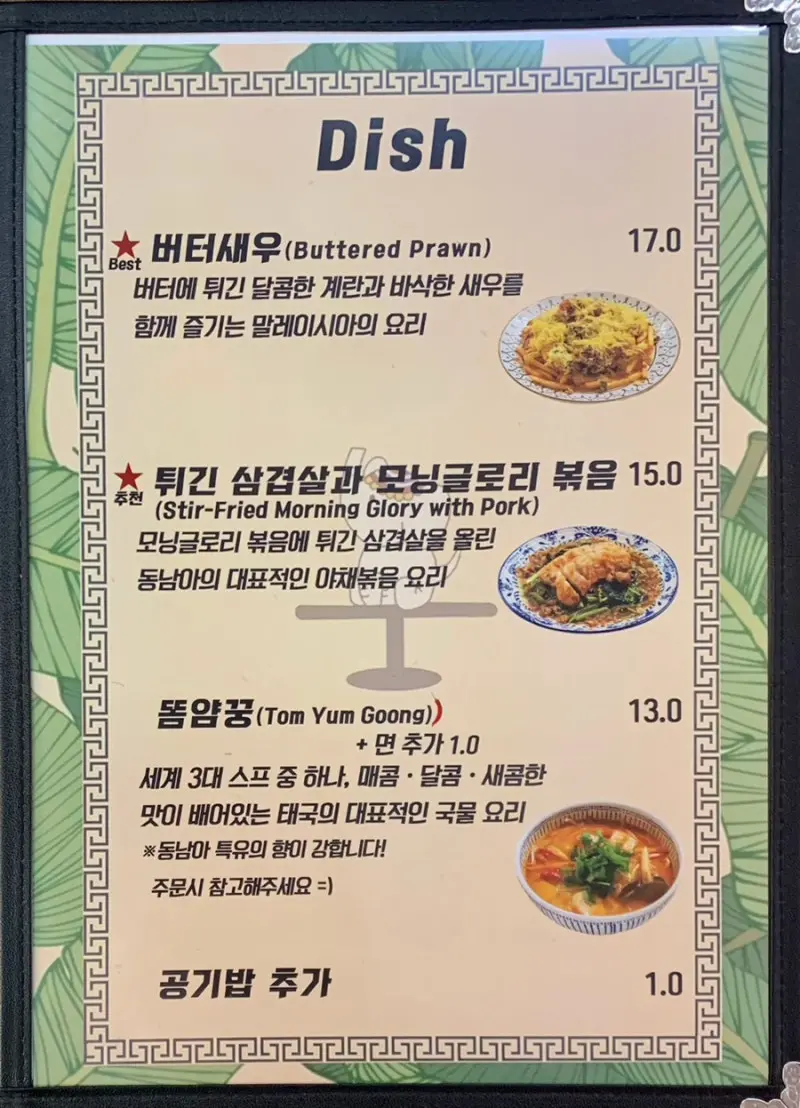 Dish
★ 버터새우(Buttered Prawn) 17.0
Best
버터에 튀긴 달콤한 계란과 바삭한 새우를
함께 즐기는 말레이시아의 요리
★ 튀긴 삼겹살과 모닝글로리 볶음 15.0
추천
(Stir-Fried Morning Glory with Pork)
모닝글로리 볶음에 튀긴 삼겹살을 올린
동남아의 대표적인 야채볶음 요리
똠얌꿍(Tom Yum Goong) 13.0
+ 면 추가 1.0
세계 3대 스프 중 하나, 매콤·달콤·새콤한
맛이 배어있는 태국의 대표적인 국물 요리
※동남아 특유의 향이 강합니다!
주문시 참고해주세요 =)
공기밥 추가 1.0